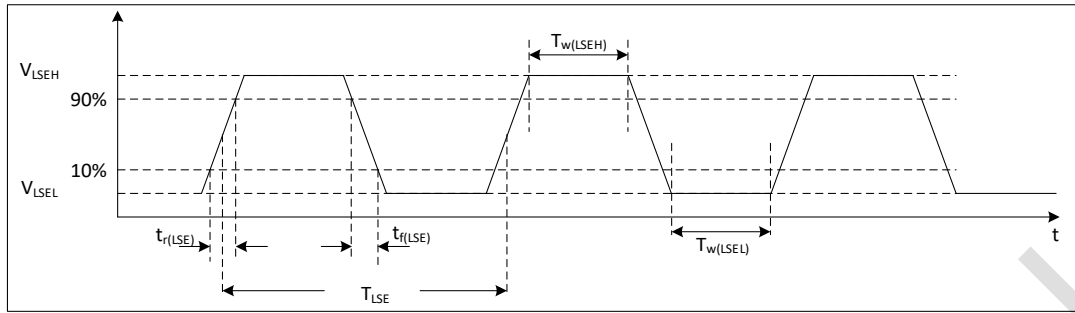 T_w(LSEH)
V_LSEH
90%
10%
V_LSEL
t_r(LSE)
t_f(LSE)
T_w(LSEL)
t
T_LSE